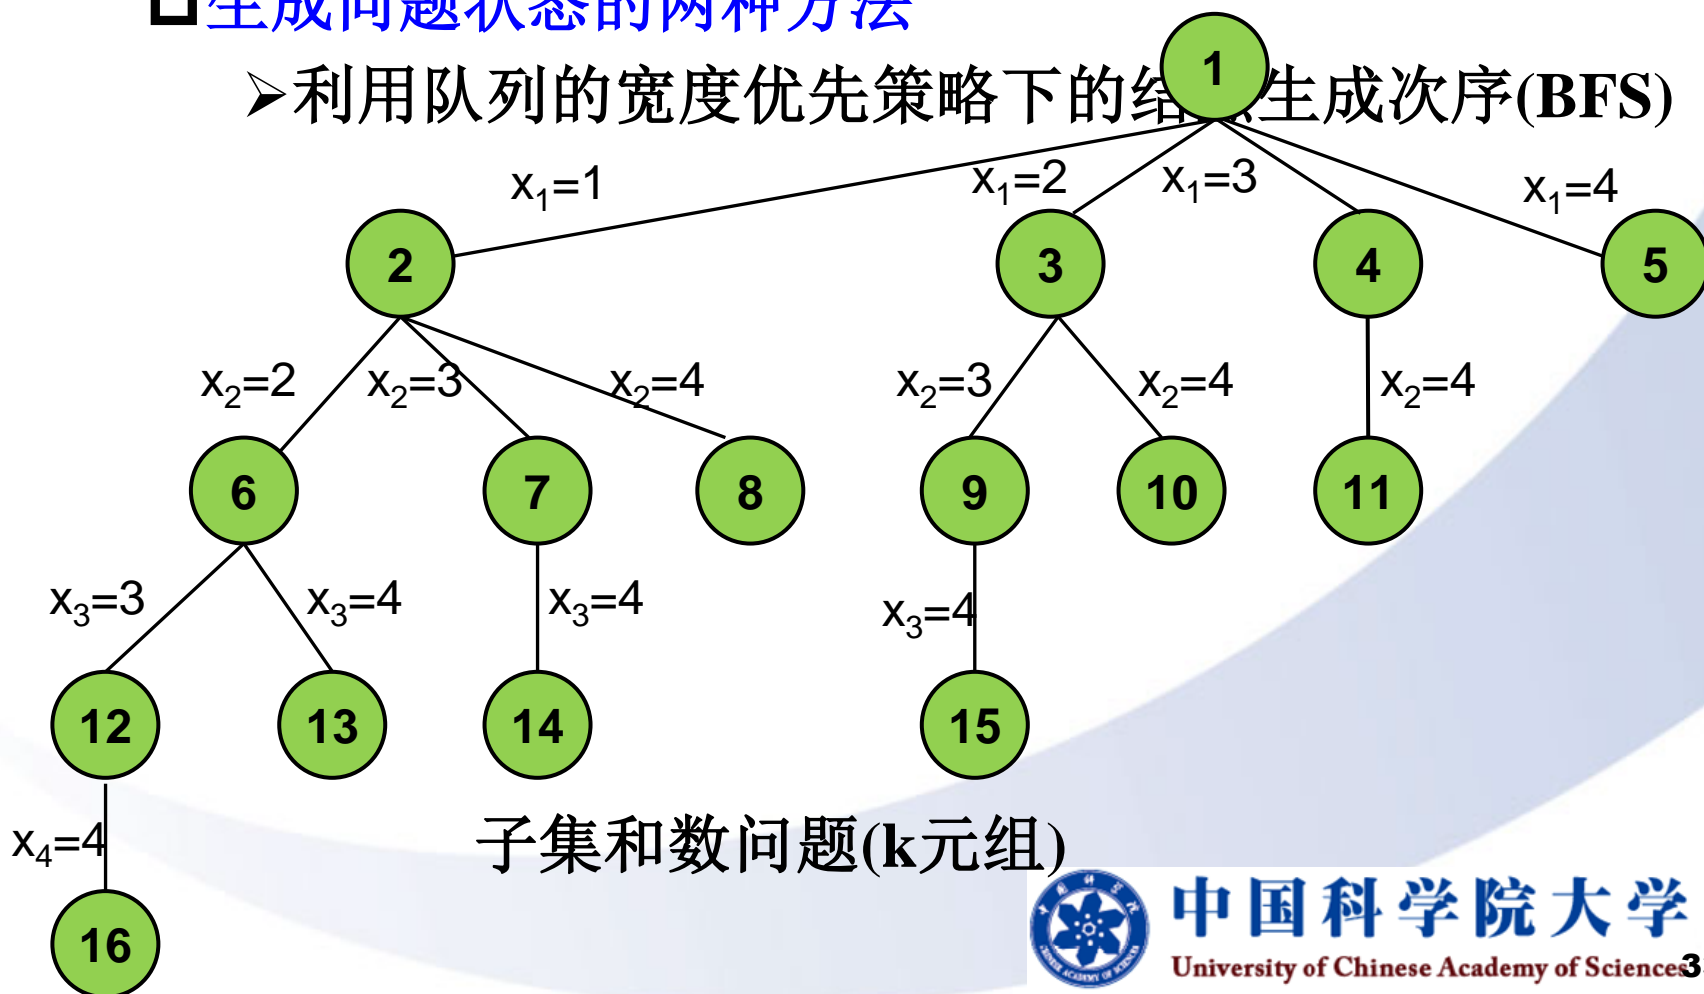 生成问题状态的两种方法
➢利用队列的宽度优先策略下的结 生成次序(BFS)
1
x₁=1 x₁=2 x₁=3 x₁=4
2 3 4 5
x₂=2 x₂=3 x₂=4 x₂=3 x₂=4 x₂=4
6 7 8 9 10 11
x₃=3 x₃=4 x₃=4 x₃=4
12 13 14 15
x₄=4
子集和数问题(k元组)
16
中国科学院大学
University of Chinese Academy of Sciences3